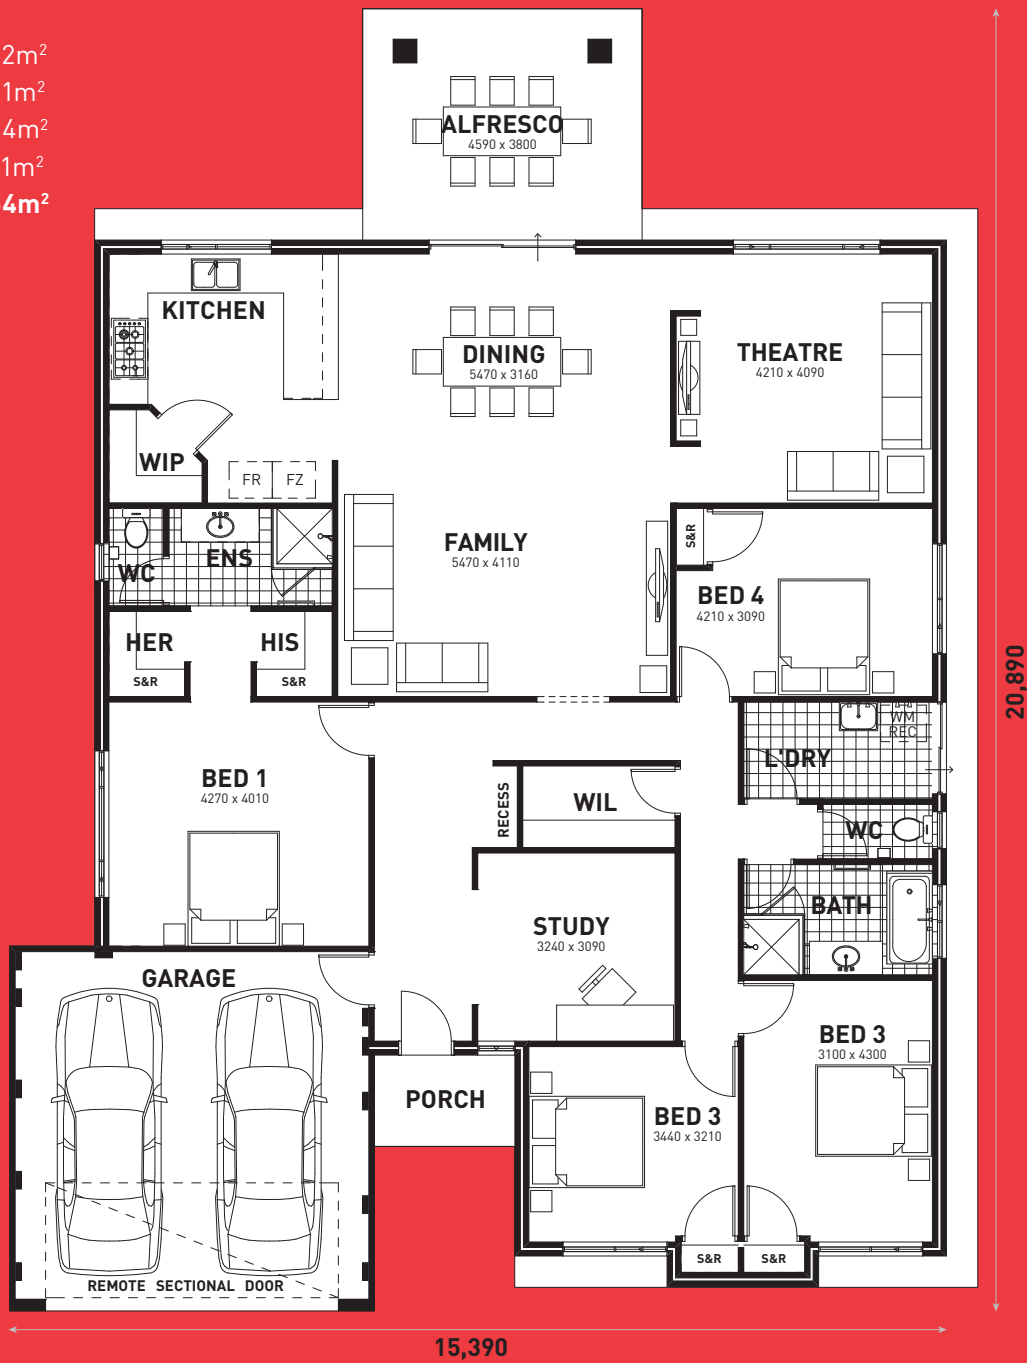 2m²
1m²
4m²
1m²
4m²
ALFRESCO
4590 x 3800
KITCHEN
DINING
5470 x 3160
THEATRE
4210 x 4090
WIP
FR
FZ
S&R
FAMILY
5470 x 4110
ENS
WC
BED 4
4210 x 3090
HER
HIS
S&R
S&R
20,890
WM
REC
L'DRY
BED 1
4270 x 4010
RECESS
WIL
WC
BATH
STUDY
3240 x 3090
GARAGE
BED 3
3100 x 4300
PORCH
BED 3
3440 x 3210
S&R
S&R
REMOTE SECTIONAL DOOR
15,390